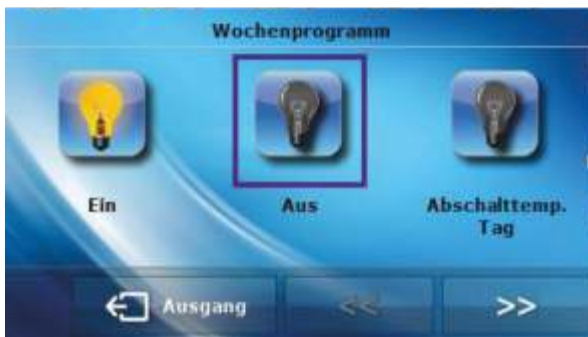 Wochenprogramm
Ein
Aus
Abschalttemp.
Tag
Ausgang
<<
>>